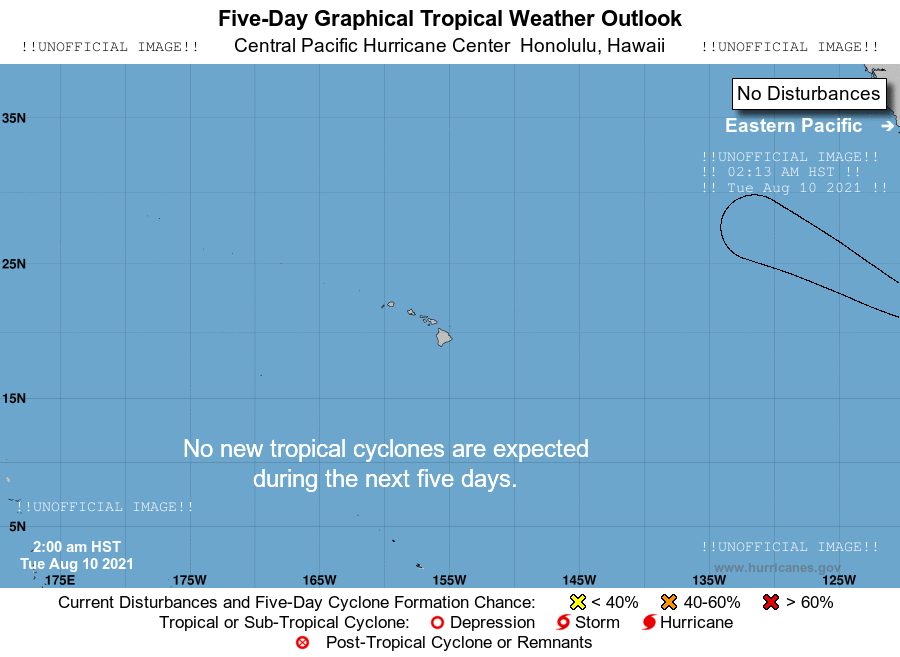 Five-Day Graphical Tropical Weather Outlook
!!UNOFFICIAL IMAGE!! Central Pacific Hurricane Center Honolulu, Hawaii !!UNOFFICIAL IMAGE!!
No Disturbances
35N
Eastern Pacific ➔
!!UNOFFICIAL IMAGE!!
!! 02:13 AM HST !!
!! Tue Aug 10 2021 !!
25N
15N
No new tropical cyclones are expected
during the next five days.
!!UNOFFICIAL IMAGE!!
5N
2:00 am HST
!!UNOFFICIAL IMAGE!!
Tue Aug 10 2021
www.hurricanes.gov
175E 175W 165W 155W 145W 135W 125W
Current Disturbances and Five-Day Cyclone Formation Chance: < 40% 40-60% > 60%
Tropical or Sub-Tropical Cyclone: Depression Storm Hurricane
Post-Tropical Cyclone or Remnants